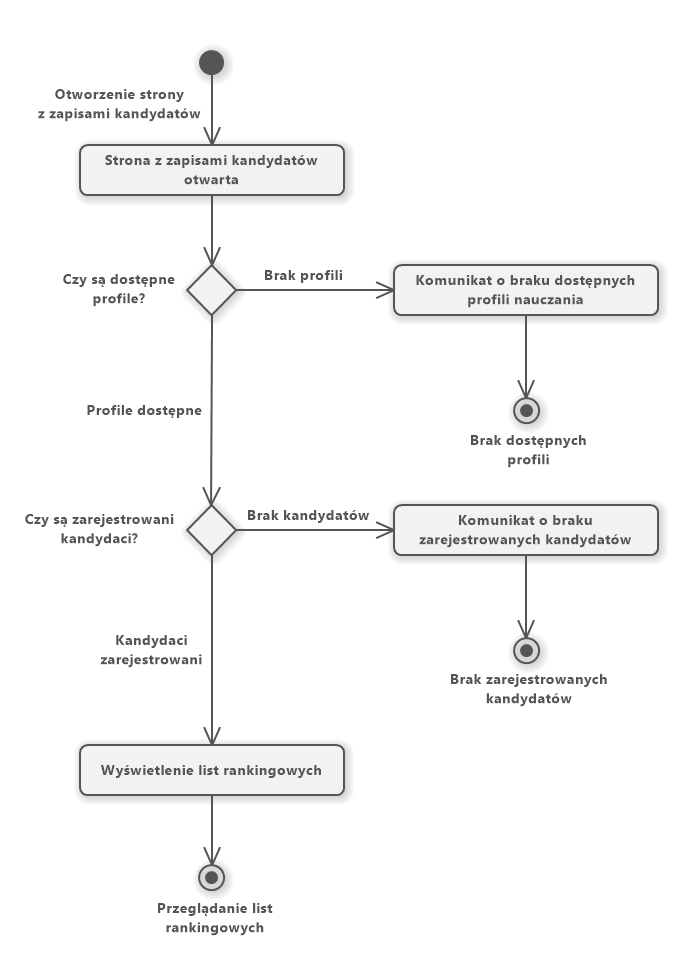 Otworzenie strony
z zapisami kandydatów
Strona z zapisami kandydatów
otwarta
Czy są dostępne
profile?
Brak profili
Komunikat o braku dostępnych
profili nauczania
Profile dostępne
Brak dostępnych
profili
Czy są zarejestrowani
kandydaci?
Brak kandydatów
Komunikat o braku
zarejestrowanych kandydatów
Kandydaci
zarejestrowani
Brak zarejestrowanych
kandydatów
Wyświetlenie list rankingowych
Przeglądanie list
rankingowych